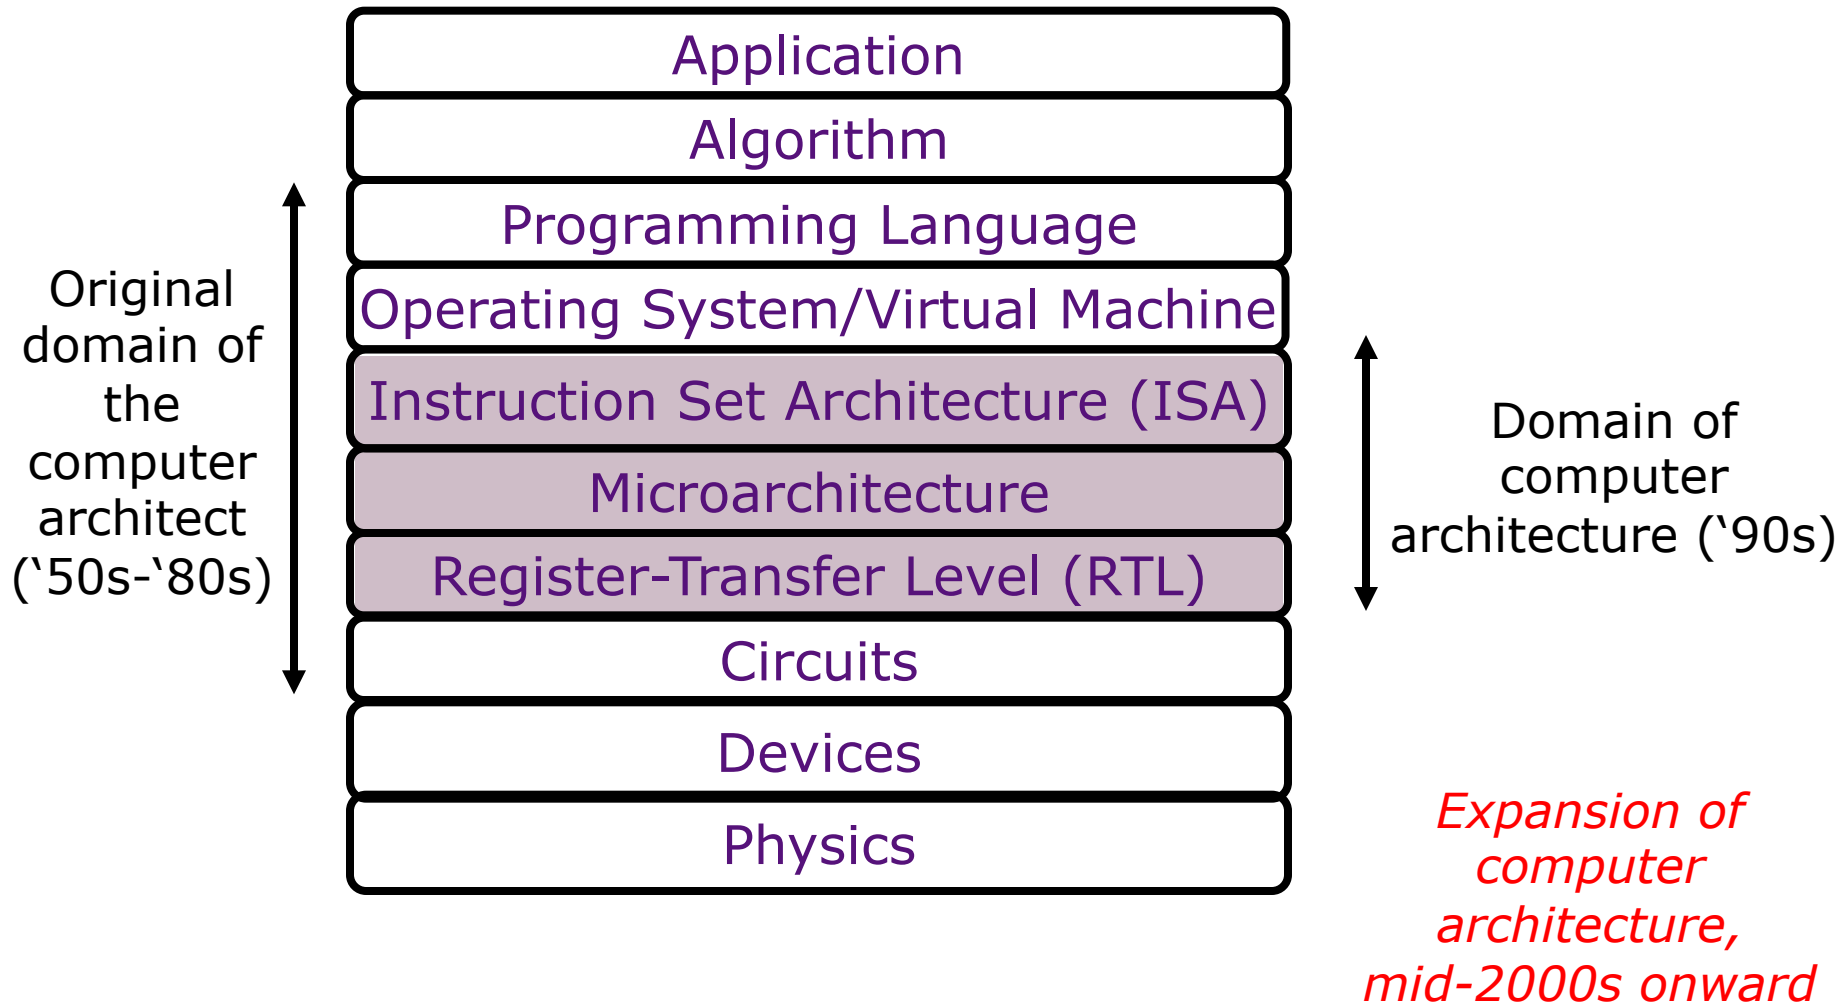 Application
Algorithm
Programming Language
Operating System/Virtual Machine
Instruction Set Architecture (ISA)
Microarchitecture
Register-Transfer Level (RTL)
Circuits
Devices
Physics
Original
domain of
the
computer
architect
(‘50s-‘80s)
Domain of
computer
architecture (‘90s)
Expansion of
computer
architecture,
mid-2000s onward